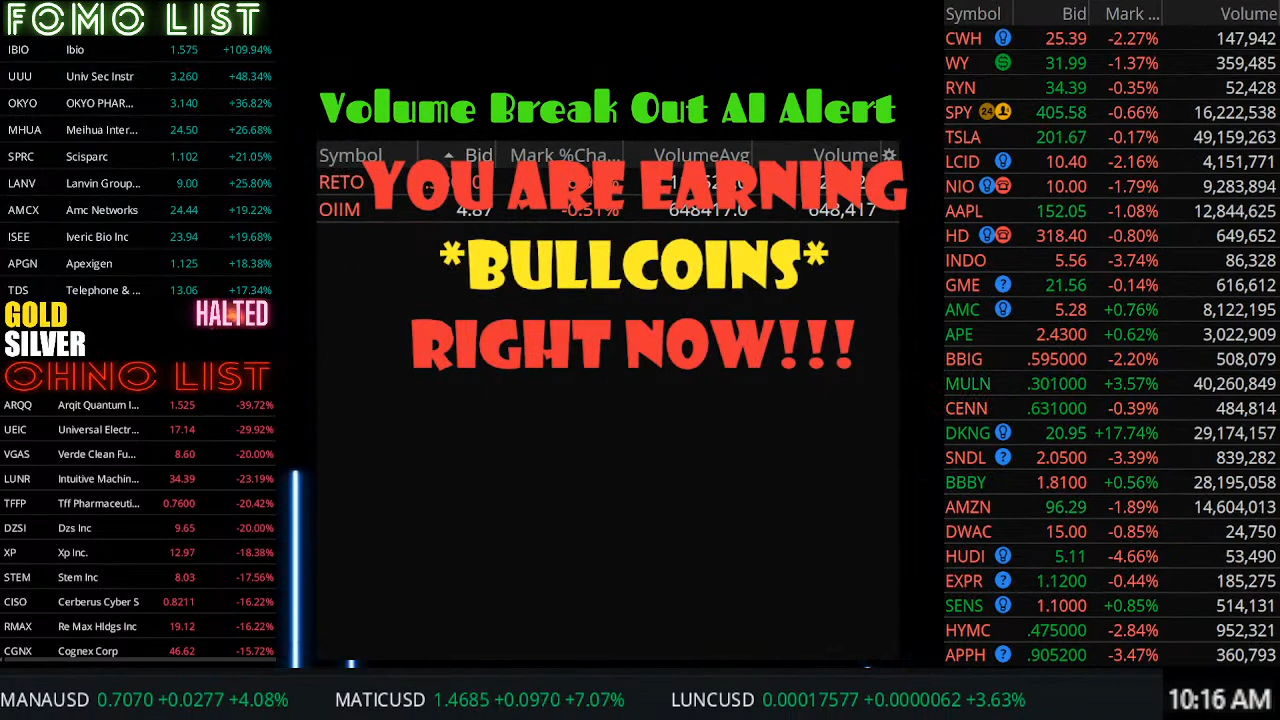 FOMO LIST
IBIO Ibio 1.575 +109.94%
UUU Univ Sec Instr 3.260 +48.34%
OKYO OKYO PHAR... 3.140 +36.82%
MHUA Meihua Inter... 24.50 +26.68%
SPRC Scisparc 1.102 +21.05%
LANV Lanvin Group... 9.00 +25.80%
AMCX Amc Networks 24.44 +19.22%
ISEE Iveric Bio Inc 23.94 +19.68%
APGN Apexigen 1.125 +18.38%
TDS Telephone & ... 13.06 +17.34%
GOLD HALTED
SILVER
OHNO LIST
ARQQ Arqit Quantum I... 1.525 -39.72%
UEIC Universal Electr... 17.14 -29.92%
VGAS Verde Clean Fu... 8.60 -20.00%
LUNR Intuitive Machin... 34.39 -23.19%
TFFP Tff Pharmaceuti... 0.7600 -20.42%
DZSI Dzs Inc 9.65 -20.00%
XP Xp Inc. 12.97 -18.38%
STEM Stem Inc 8.03 -17.56%
CISO Cerberus Cyber S 0.8211 -16.22%
RMAX Re Max Hldgs Inc 19.12 -16.22%
CGNX Cognex Corp 46.62 -15.72%
Volume Break Out AI Alert
Symbol Bid Mark %Cha... VolumeAvg Volume
RETO
OIIM 4.87 -0.51% 648417.0 648,417
YOU ARE EARNING
*BULLCOINS*
RIGHT NOW!!!
Symbol Bid Mark ... Volume
CWH 25.39 -2.27% 147,942
WY 31.99 -1.37% 359,485
RYN 34.39 -0.35% 52,428
SPY 24 405.58 -0.66% 16,222,538
TSLA 201.67 -0.17% 49,159,263
LCID 10.40 -2.16% 4,151,771
NIO 10.00 -1.79% 9,283,894
AAPL 152.05 -1.08% 12,844,625
HD 318.40 -0.80% 649,652
INDO 5.56 -3.74% 86,328
GME ? 21.56 -0.14% 616,612
AMC 5.28 +0.76% 8,122,195
APE 2.4300 +0.62% 3,022,909
BBIG .595000 -2.20% 508,079
MULN .301000 +3.57% 40,260,849
CENN .631000 -0.39% 484,814
DKNG 20.95 +17.74% 29,174,157
SNDL ? 2.0500 -3.39% 839,282
BBBY 1.8100 +0.56% 28,195,058
AMZN 96.29 -1.89% 14,604,013
DWAC 15.00 -0.85% 24,750
HUDI 5.11 -4.66% 53,490
EXPR ? 1.1200 -0.44% 185,275
SENS 1.1000 +0.85% 514,131
HYMC .475000 -2.84% 952,321
APPH ? .905200 -3.47% 360,793
MANAUSD 0.7070 +0.0277 +4.08% MATICUSD 1.4685 +0.0970 +7.07% LUNCUSD 0.00017577 +0.0000062 +3.63% 10:16 AM